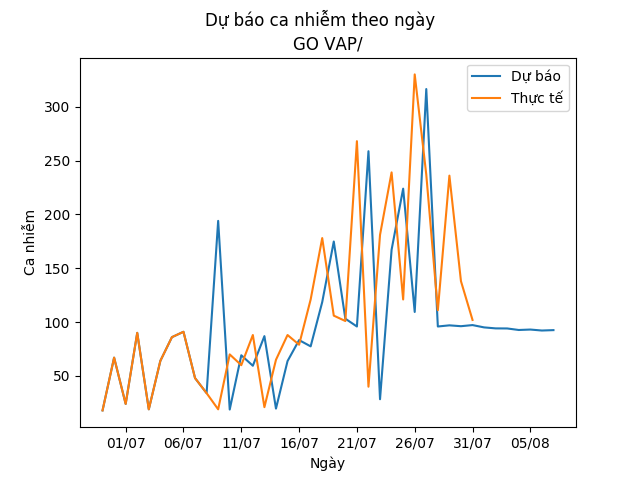 Dự báo ca nhiễm theo ngày
GO VAP/
Dự báo
Thực tế
Ca nhiễm
300
250
200
150
100
50
01/07 06/07 11/07 16/07 21/07 26/07 31/07 05/08
Ngày